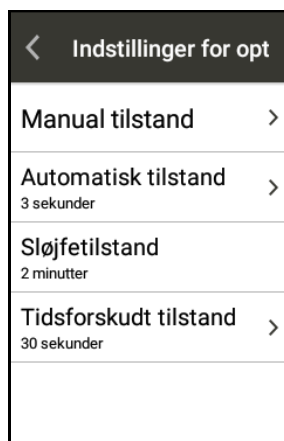 Indstillinger for opt
Manual tilstand
Automatisk tilstand
3 sekunder
Sløjfetilstand
2 minutter
Tidsforskudt tilstand
30 sekunder